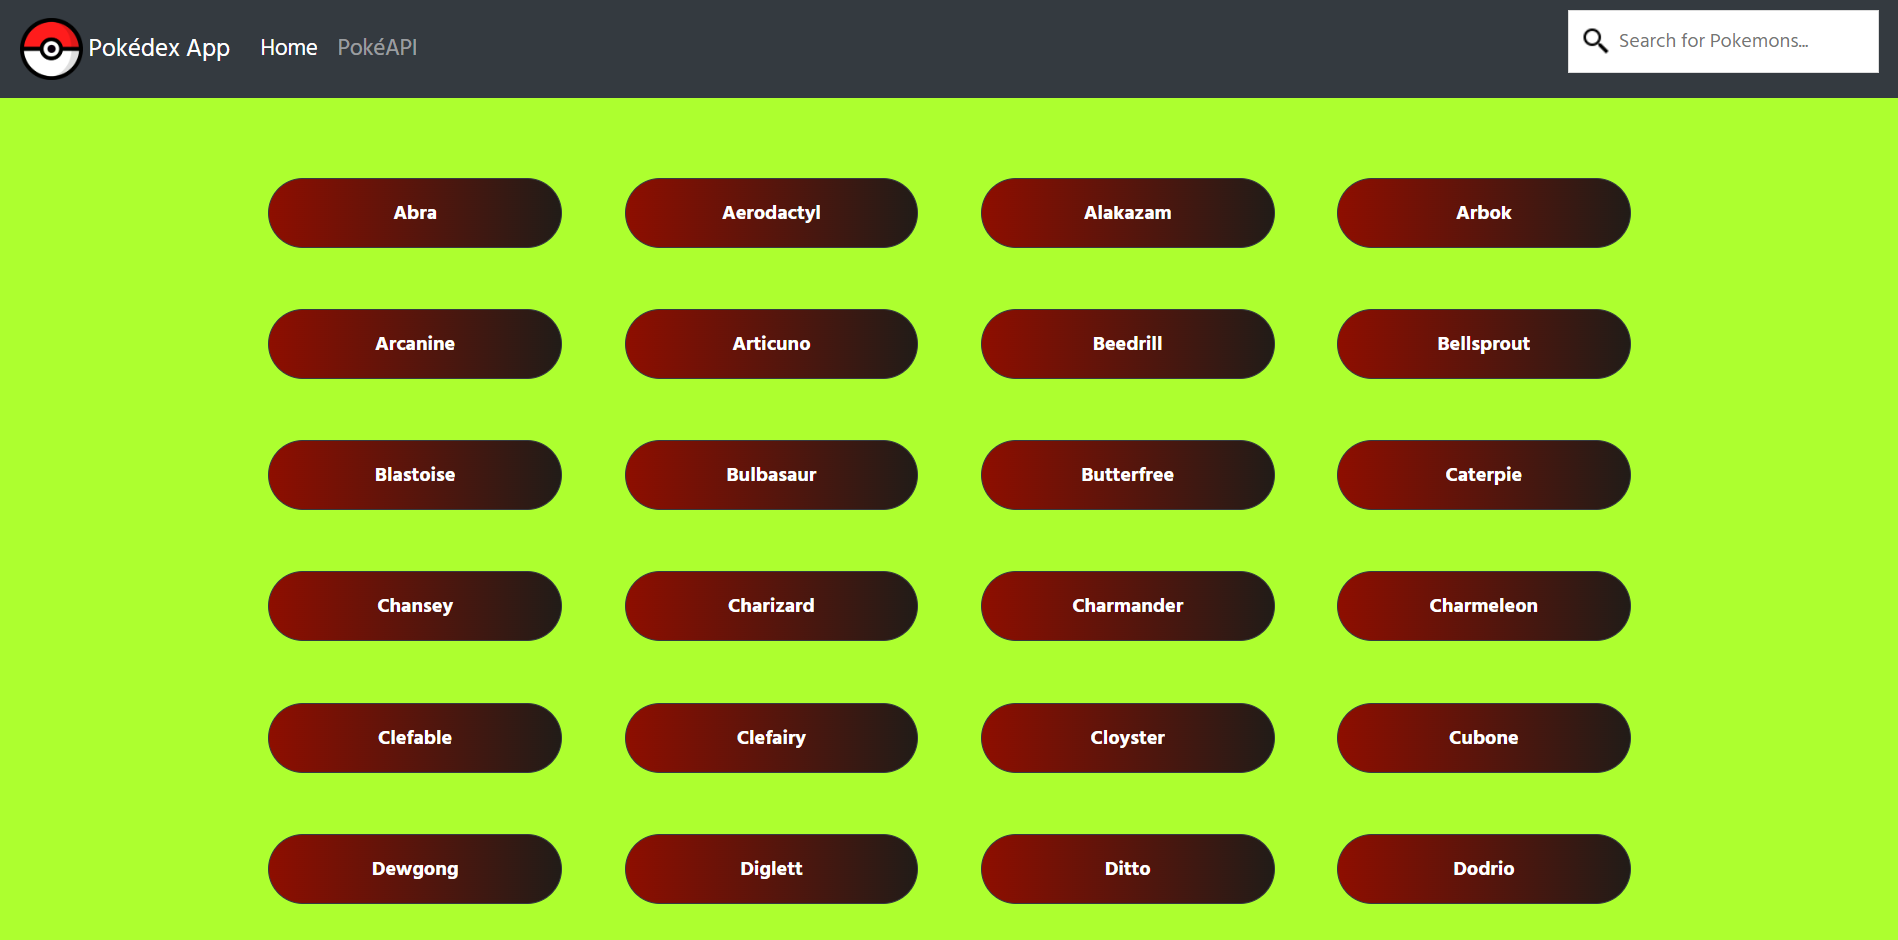 Pokédex App Home PokéAPI Search for Pokemons...
Abra Aerodactyl Alakazam Arbok
Arcanine Articuno Beedrill Bellsprout
Blastoise Bulbasaur Butterfree Caterpie
Chansey Charizard Charmander Charmeleon
Clefable Clefairy Cloyster Cubone
Dewgong Diglett Ditto Dodrio